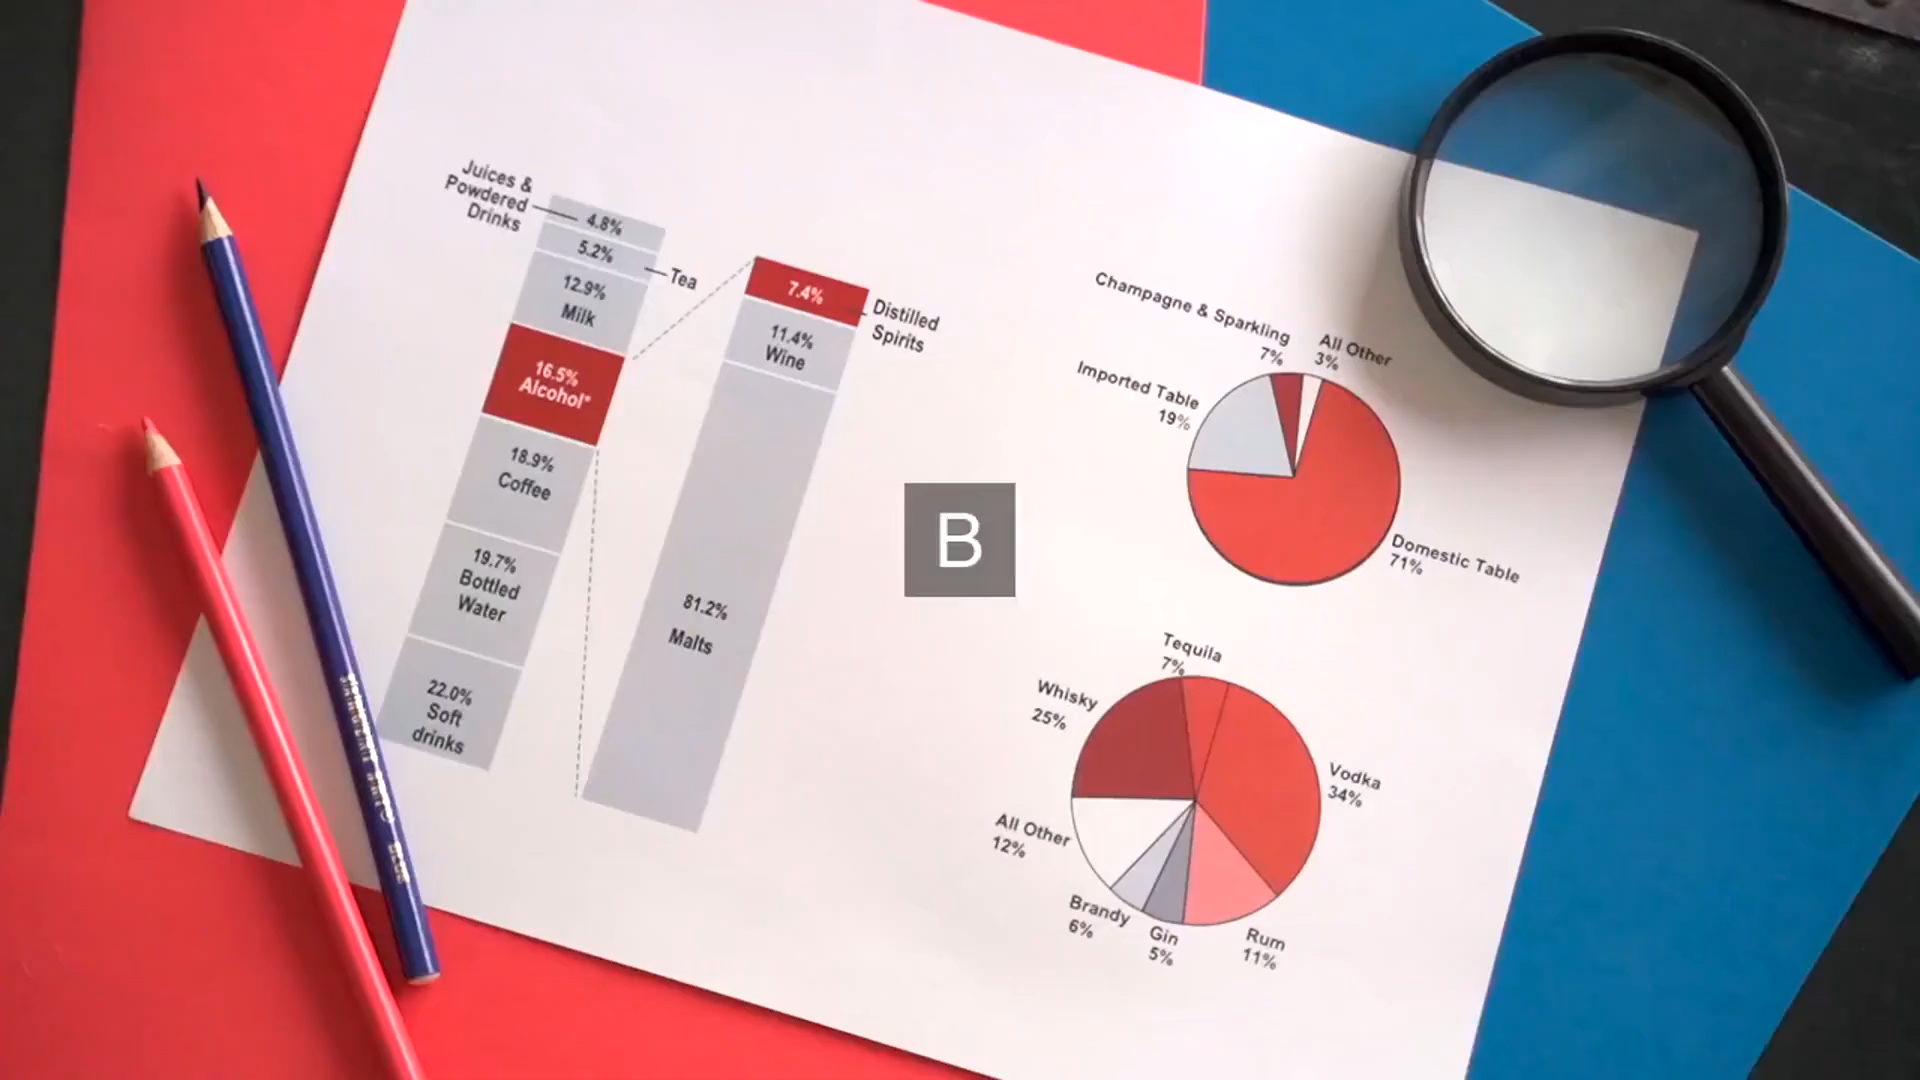 Juices &
Powdered
Drinks
4.8%
5.2%
Tea
12.9%
Milk
16.5%
Alcohol*
18.9%
Coffee
19.7%
Bottled
Water
22.0%
Soft
drinks
7.4%
Distilled
Spirits
11.4%
Wine
81.2%
Malts
B
Champagne & Sparkling
7%
All Other
3%
Imported Table
19%
Domestic Table
71%
Tequila
7%
Whisky
25%
Vodka
34%
All Other
12%
Brandy
6%
Gin
5%
Rum
11%